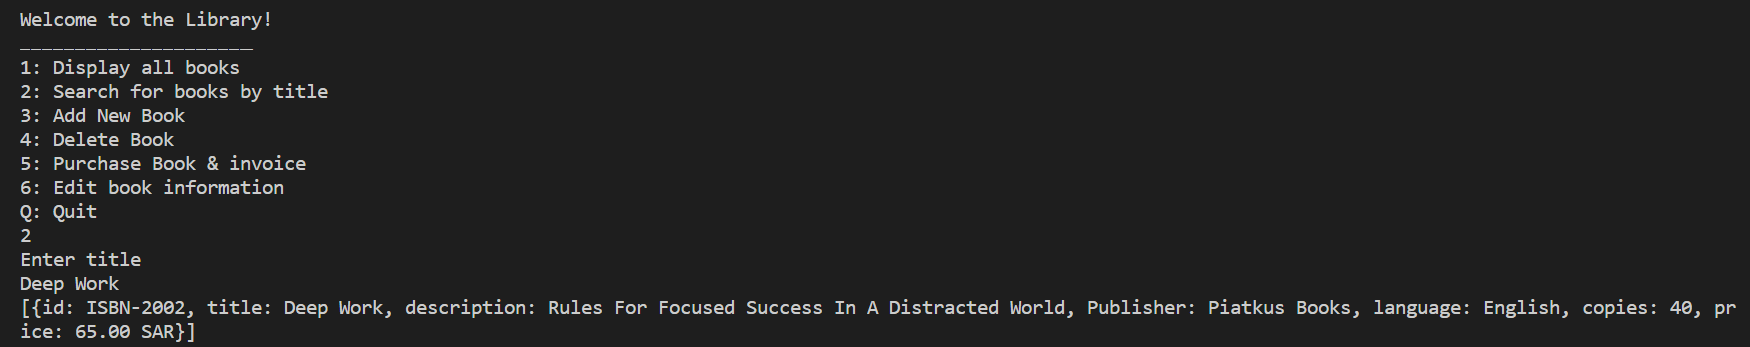 Welcome to the Library!
_____________________
1: Display all books
2: Search for books by title
3: Add New Book
4: Delete Book
5: Purchase Book & invoice
6: Edit book information
Q: Quit
2
Enter title
Deep Work
[{id: ISBN-2002, title: Deep Work, description: Rules For Focused Success In A Distracted World, Publisher: Piatkus Books, language: English, copies: 40, pr
ice: 65.00 SAR}]